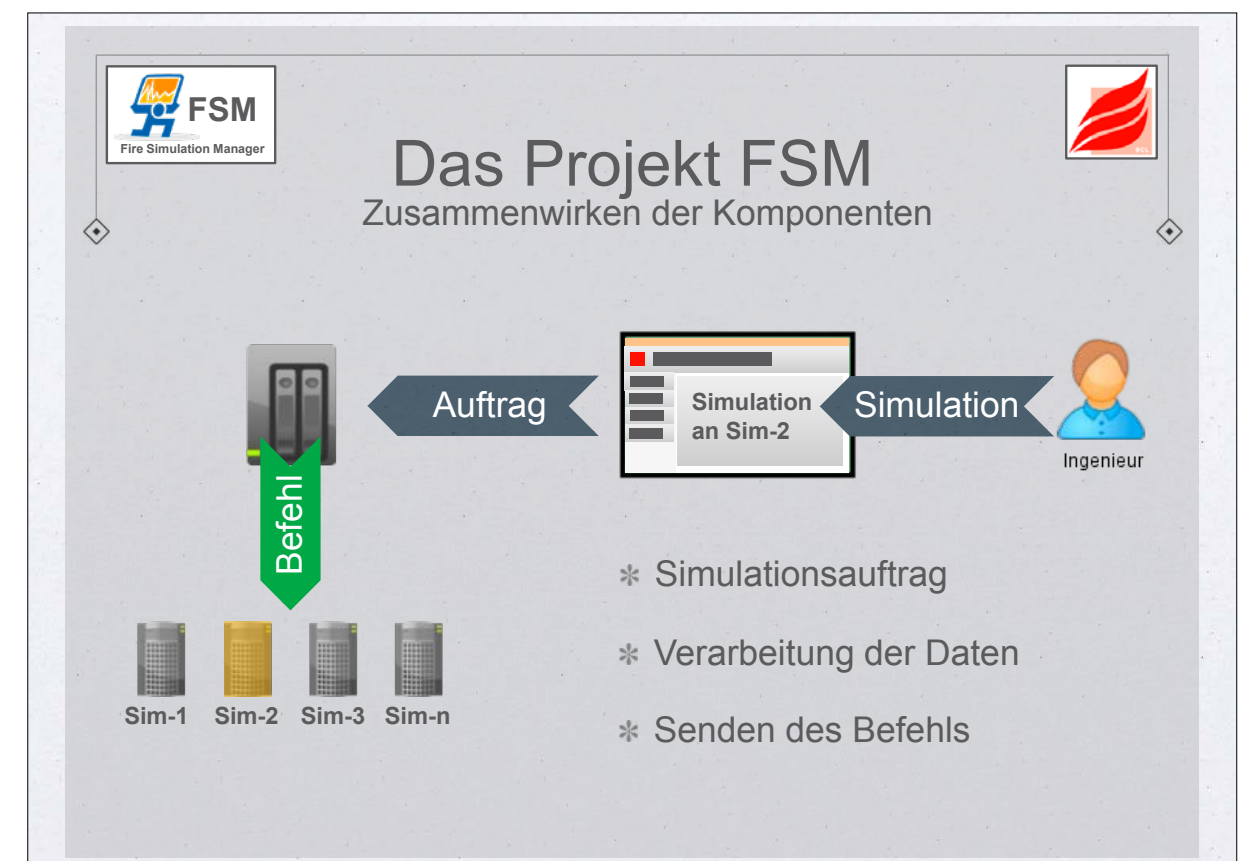 FSM
Fire Simulation Manager
Das Projekt FSM
Zusammenwirken der Komponenten
Auftrag
Simulation
an Sim-2
Simulation
Ingenieur
Befehl
Sim-1
Sim-2
Sim-3
Sim-n
Simulationsauftrag
Verarbeitung der Daten
Senden des Befehls